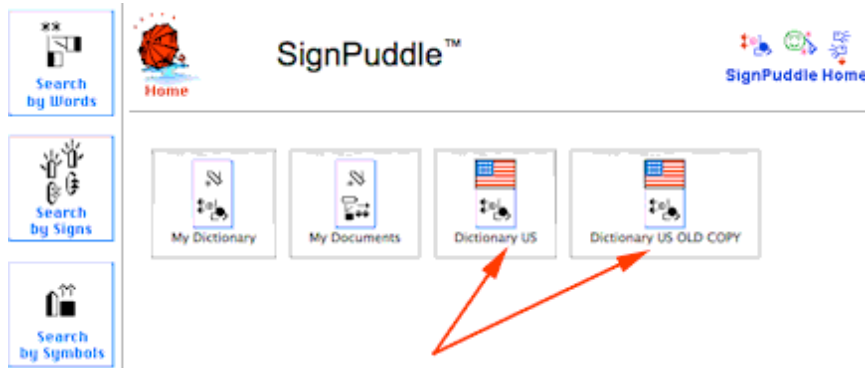 Search
by Words
Search
by Signs
Search
by Symbols
Home
SignPuddle™
SignPuddle Home
My Dictionary
My Documents
Dictionary US
Dictionary US OLD COPY